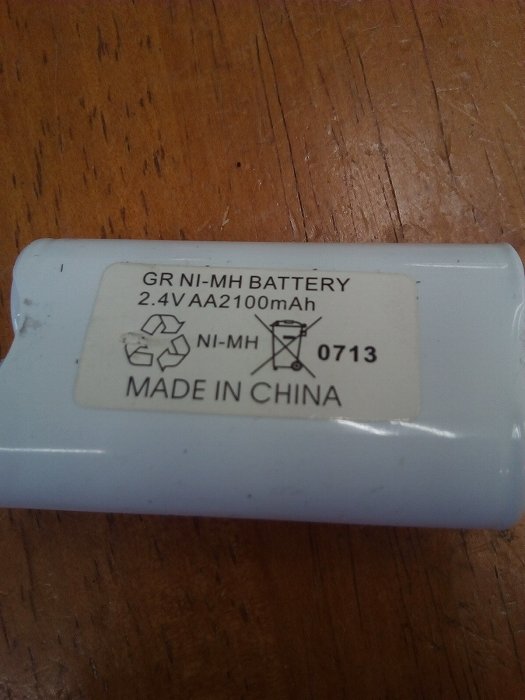 GR NI-MH BATTERY
2.4V AA2100mAh
NI-MH 0713
MADE IN CHINA